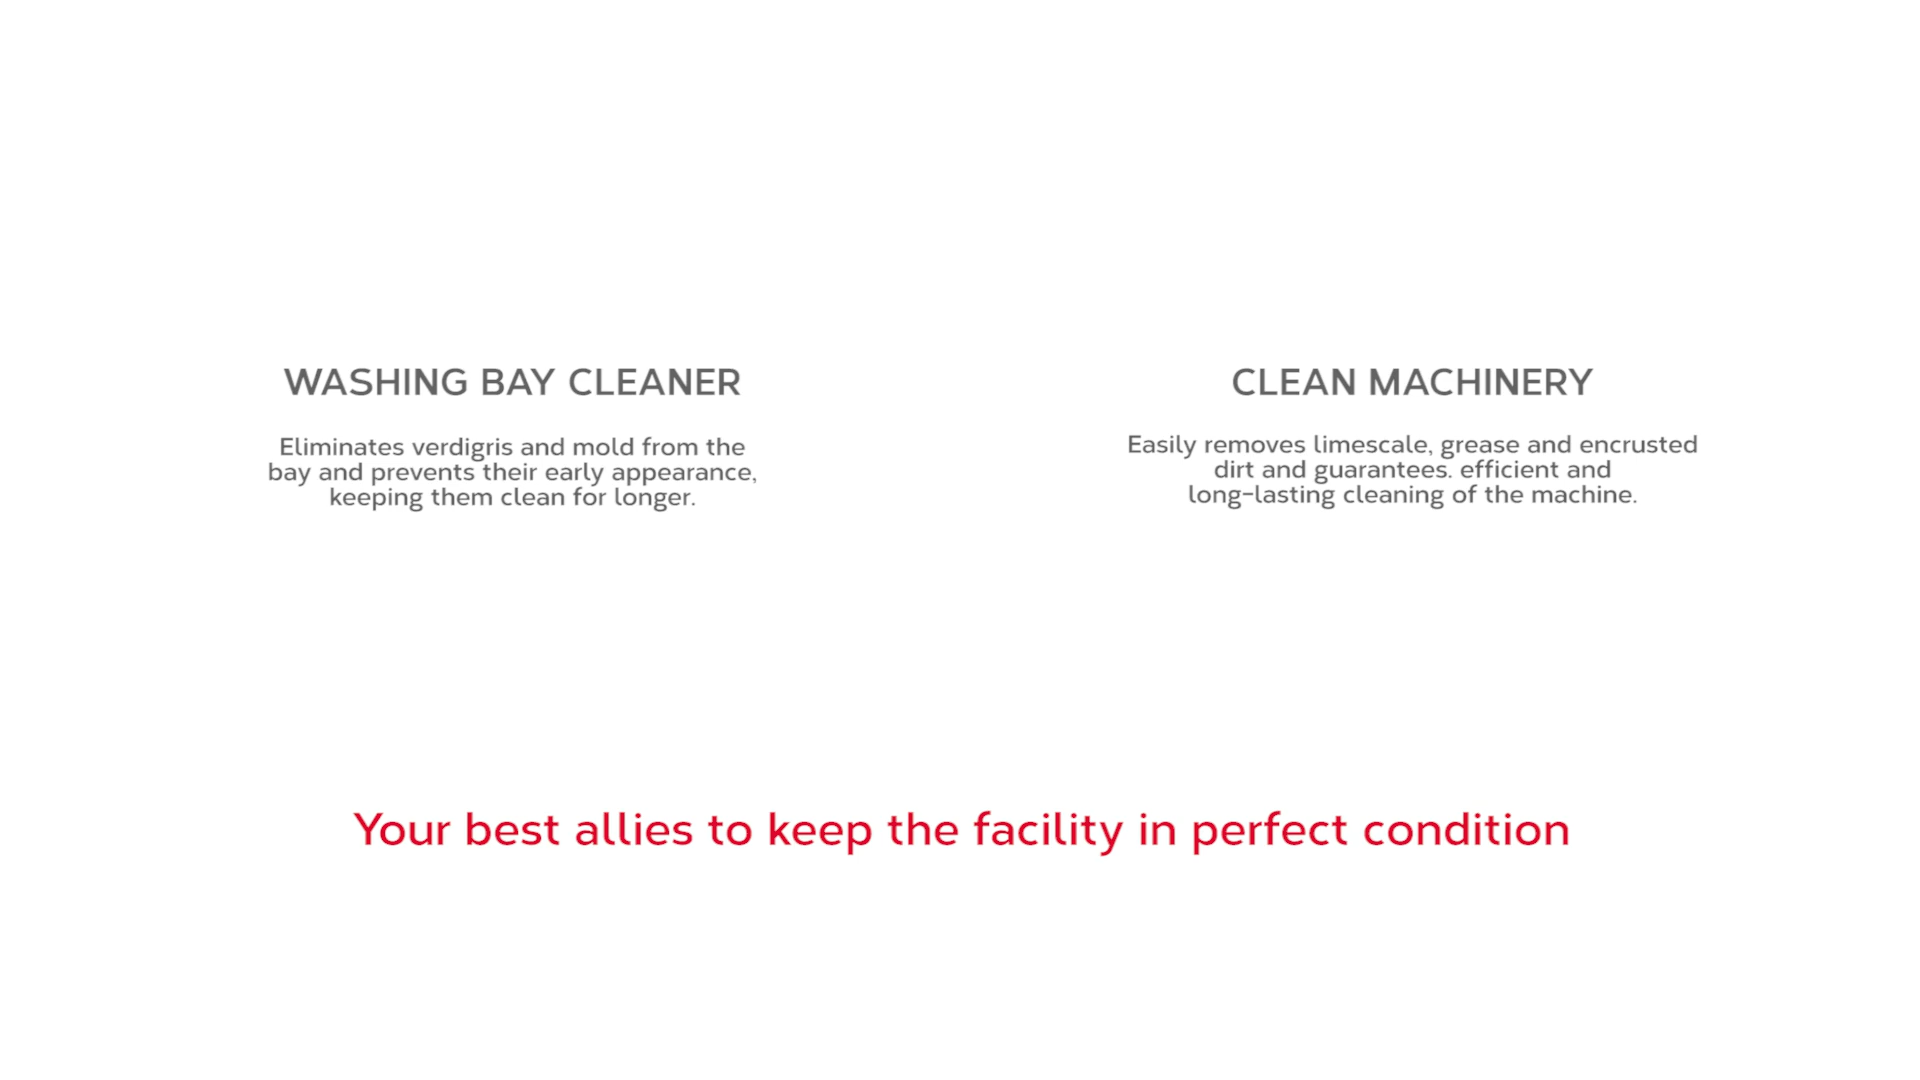 WASHING BAY CLEANER
Eliminates verdigris and mold from the
bay and prevents their early appearance,
keeping them clean for longer.
CLEAN MACHINERY
Easily removes limescale, grease and encrusted
dirt and guarantees. efficient and
long-lasting cleaning of the machine.
Your best allies to keep the facility in perfect condition